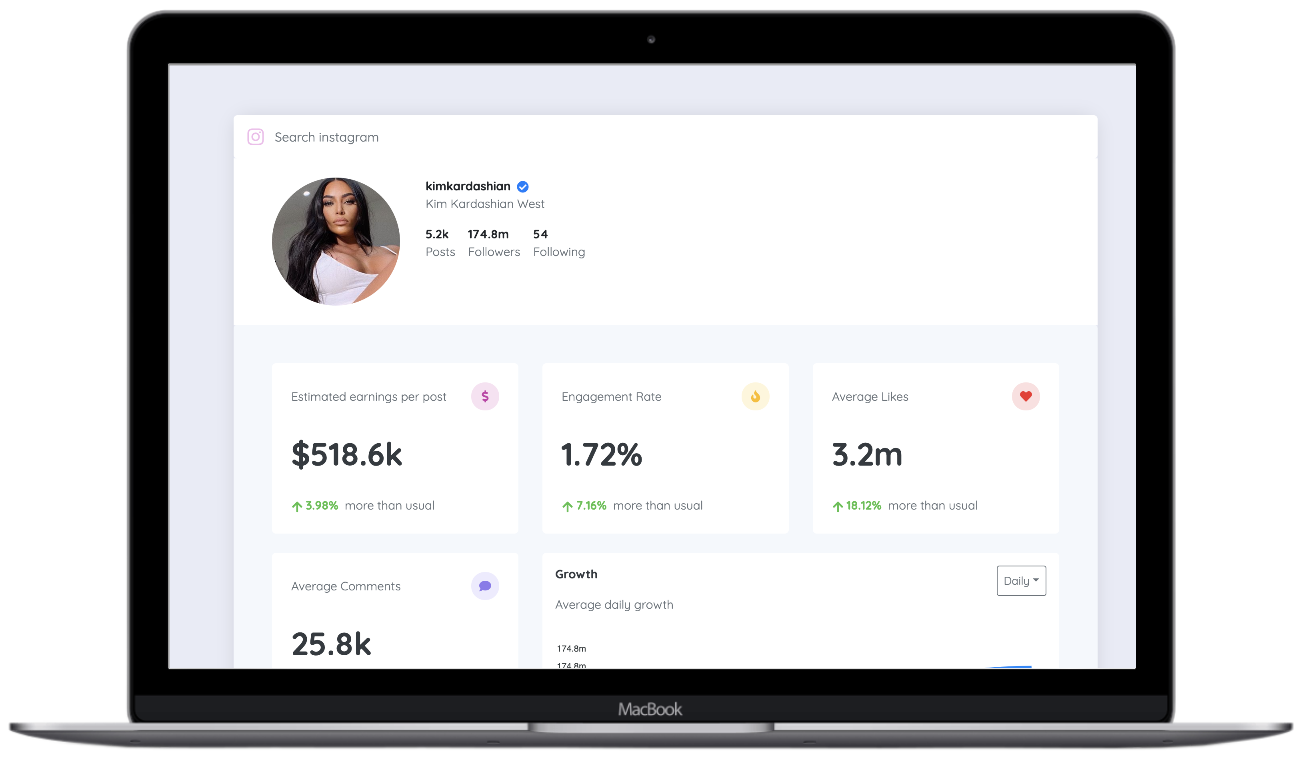 Search instagram
kimkardashian
Kim Kardashian West
5.2k 174.8m 54
Posts Followers Following
Estimated earnings per post $
$518.6k
3.98% more than usual
Engagement Rate
1.72%
7.16% more than usual
Average Likes
3.2m
18.12% more than usual
Average Comments
25.8k
Growth
Daily
Average daily growth
174.8m
174.8m
MacBook